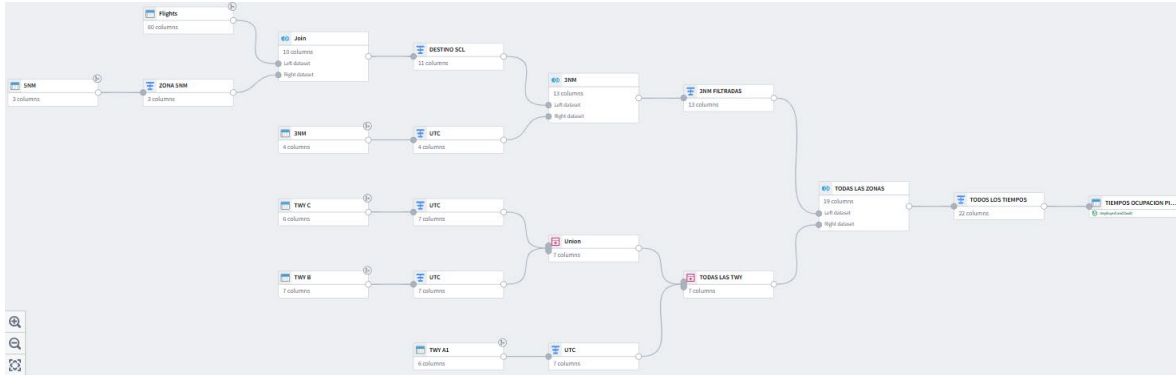 Flights
60 columns
Join
10 columns
Left dataset
Right dataset
DESTINO SCL
11 columns
5NM
3 columns
ZONA 5NM
3 columns
3NM
13 columns
Left dataset
Right dataset
3NM FILTRADAS
13 columns
3NM
4 columns
UTC
4 columns
TODAS LAS ZONAS
19 columns
Left dataset
Right dataset
TODOS LOS TIEMPOS
22 columns
TIEMPOS OCUPACION PI...
TWY C
6 columns
UTC
7 columns
Union
7 columns
TWY B
7 columns
UTC
7 columns
TODAS LAS TWY
7 columns
TWY A1
6 columns
UTC
7 columns